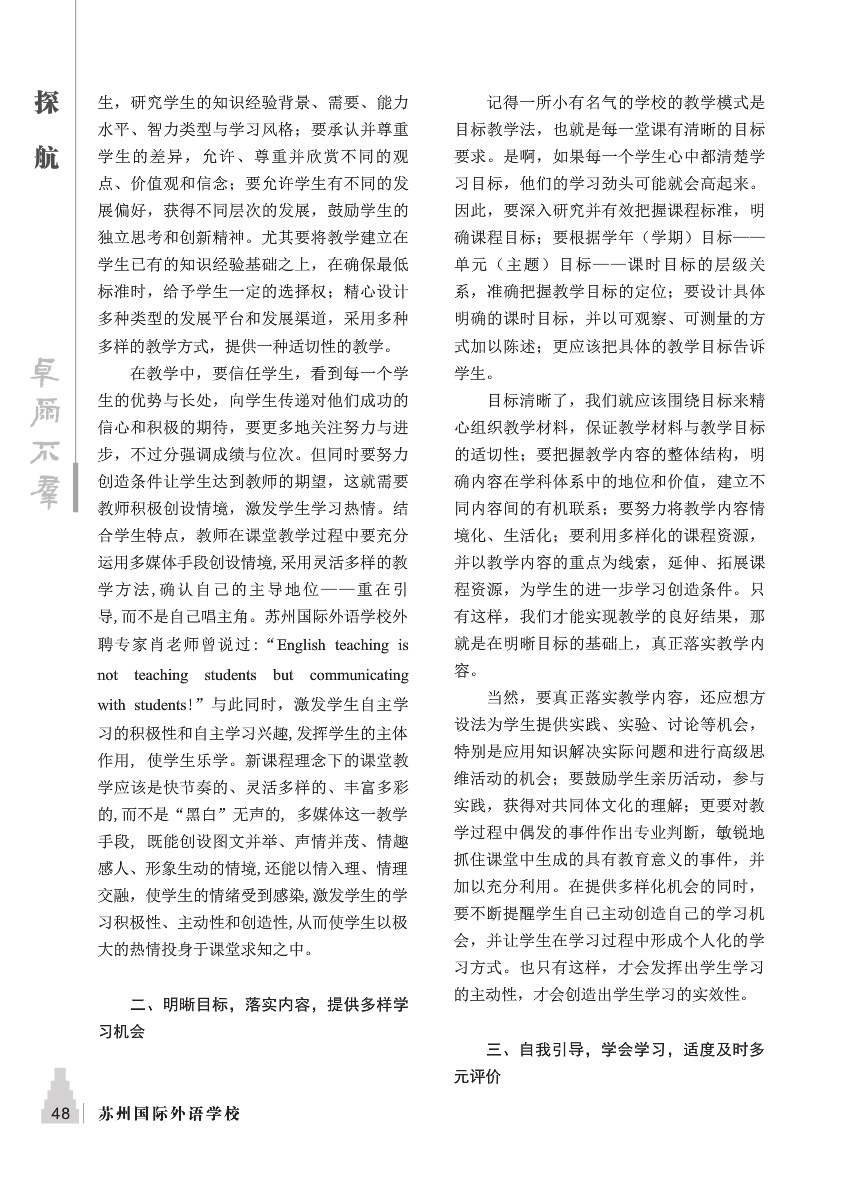 探
航
卓尔不群
生，研究学生的知识经验背景、需要、能力
水平、智力类型与学习风格；要承认并尊重
学生的差异，允许、尊重并欣赏不同的观
点、价值观和信念；要允许学生有不同的发
展偏好，获得不同层次的发展，鼓励学生的
独立思考和创新精神。尤其要将教学建立在
学生已有的知识经验基础之上，在确保最低
标准时，给予学生一定的选择权；精心设计
多种类型的发展平台和发展渠道，采用多种
多样的教学方式，提供一种适切性的教学。
在教学中，要信任学生，看到每一个学
生的优势与长处，向学生传递对他们成功的
信心和积极的期待，要更多地关注努力与进
步，不过分强调成绩与位次。但同时要努力
创造条件让学生达到教师的期望，这就需要
教师积极创设情境，激发学生学习热情。结
合学生特点，教师在课堂教学过程中要充分
运用多媒体手段创设情境,采用灵活多样的教
学方法,确认自己的主导地位——重在引
导,而不是自己唱主角。苏州国际外语学校外
聘专家肖老师曾说过:“English teaching is
not teaching students but communicating
with students!”与此同时，激发学生自主学
习的积极性和自主学习兴趣,发挥学生的主体
作用, 使学生乐学。新课程理念下的课堂教
学应该是快节奏的、灵活多样的、丰富多彩
的,而不是“黑白”无声的, 多媒体这一教学
手段, 既能创设图文并举、声情并茂、情趣
感人、形象生动的情境,还能以情入理、情理
交融，使学生的情绪受到感染,激发学生的学
习积极性、主动性和创造性,从而使学生以极
大的热情投身于课堂求知之中。
二、明晰目标，落实内容，提供多样学
习机会
记得一所小有名气的学校的教学模式是
目标教学法，也就是每一堂课有清晰的目标
要求。是啊，如果每一个学生心中都清楚学
习目标，他们的学习劲头可能就会高起来。
因此，要深入研究并有效把握课程标准，明
确课程目标；要根据学年（学期）目标——
单元（主题）目标——课时目标的层级关
系，准确把握教学目标的定位；要设计具体
明确的课时目标，并以可观察、可测量的方
式加以陈述；更应该把具体的教学目标告诉
学生。
目标清晰了，我们就应该围绕目标来精
心组织教学材料，保证教学材料与教学目标
的适切性；要把握教学内容的整体结构，明
确内容在学科体系中的地位和价值，建立不
同内容间的有机联系；要努力将教学内容情
境化、生活化；要利用多样化的课程资源，
并以教学内容的重点为线索，延伸、拓展课
程资源，为学生的进一步学习创造条件。只
有这样，我们才能实现教学的良好结果，那
就是在明晰目标的基础上，真正落实教学内
容。
当然，要真正落实教学内容，还应想方
设法为学生提供实践、实验、讨论等机会，
特别是应用知识解决实际问题和进行高级思
维活动的机会；要鼓励学生亲历活动，参与
实践，获得对共同体文化的理解；更要对教
学过程中偶发的事件作出专业判断，敏锐地
抓住课堂中生成的具有教育意义的事件，并
加以充分利用。在提供多样化机会的同时，
要不断提醒学生自己主动创造自己的学习机
会，并让学生在学习过程中形成个人化的学
习方式。也只有这样，才会发挥出学生学习
的主动性，才会创造出学生学习的实效性。
三、自我引导，学会学习，适度及时多
元评价
48 苏州国际外语学校